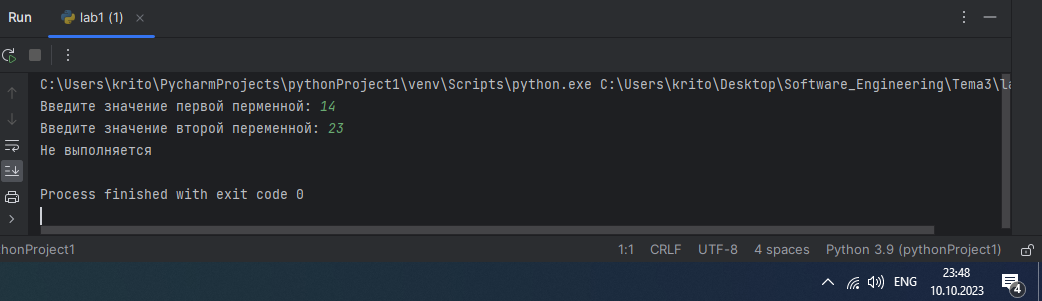 Run lab1 (1)
C:\Users\krito\PycharmProjects\pythonProject1\venv\Scripts\python.exe C:\Users\krito\Desktop\Software_Engineering\Tema3\la
Введите значение первой перменной: 14
Введите значение второй переменной: 23
Не выполняется
Process finished with exit code 0
honProject1 1:1 CRLF UTF-8 4 spaces Python 3.9 (pythonProject1)
ENG 23:48
10.10.2023 4